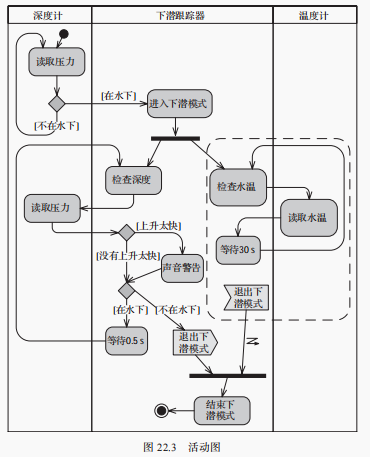 深度计
下潜跟踪器
温度计
读取压力
[在水下]
进入下潜模式
[不在水下]
检查深度
检查水温
读取压力
读取水温
[上升太快]
[没有上升太快]
声音警告
等待30 s
[在水下]
[不在水下]
退出下
潜模式
等待0.5 s
退出下
潜模式
结束下
潜模式
图 22.3 活动图